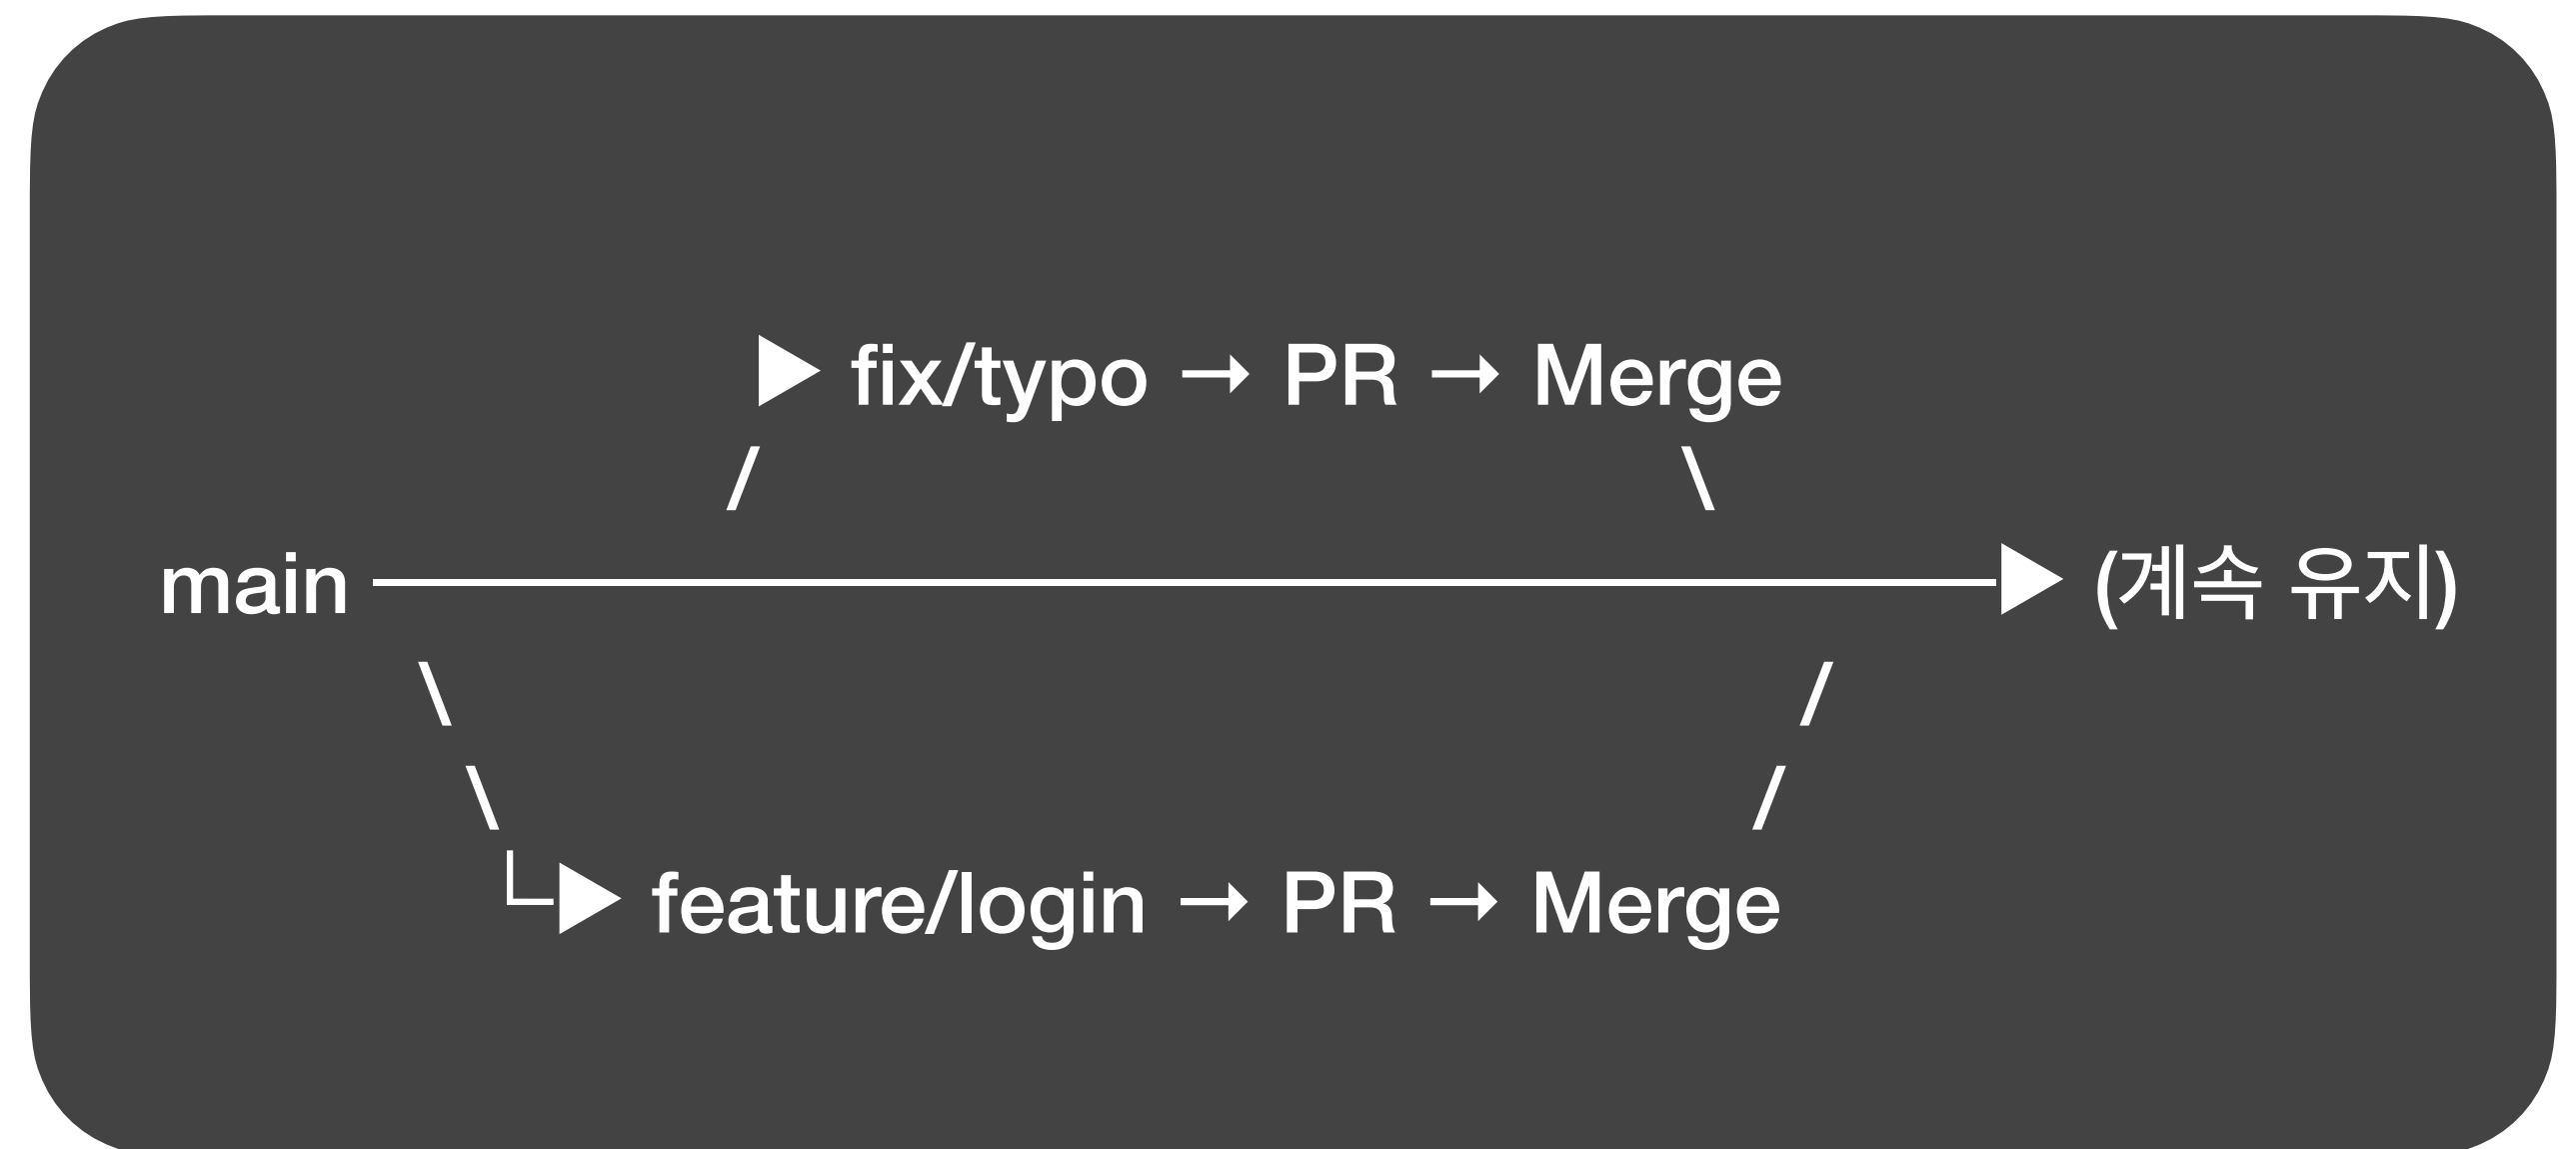 ▶ fix/typo → PR → Merge
/ \
main ────────────▶ (계속 유지)
\ /
\ /
└─▶ feature/login → PR → Merge